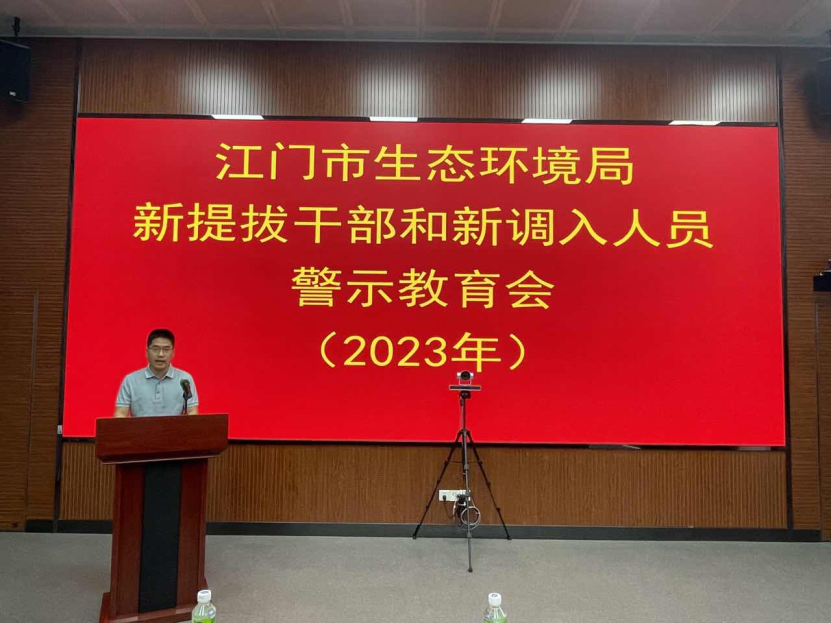 江门市生态环境局
新提拔干部和新调入人员
警示教育会
（2023年）